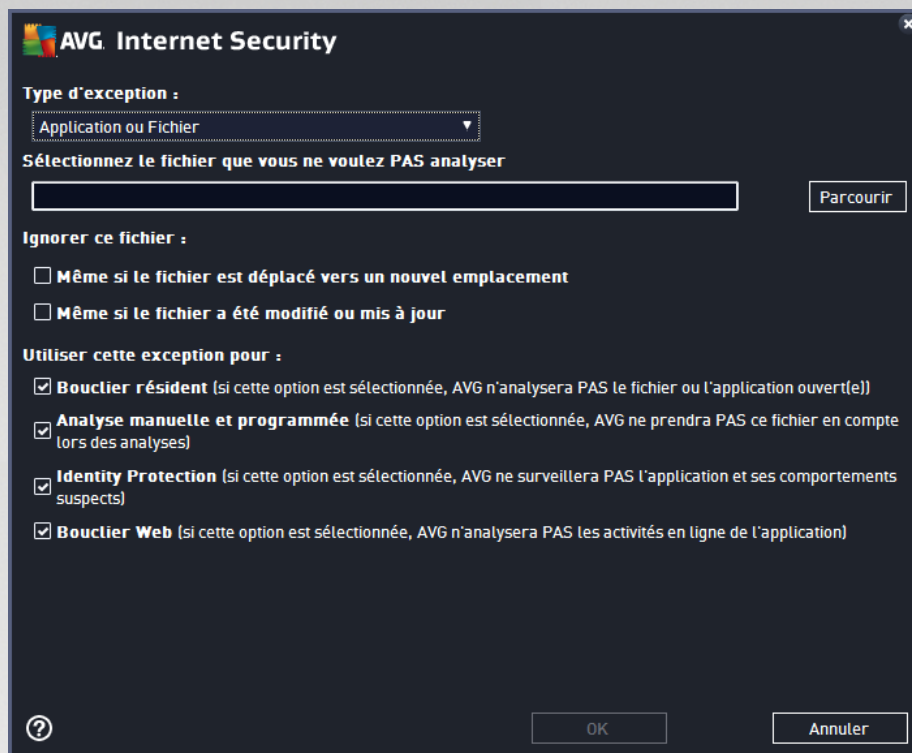 AVG. Internet Security
Type d'exception :
Application ou Fichier
Sélectionnez le fichier que vous ne voulez PAS analyser
Parcourir
Ignorer ce fichier :
Même si le fichier est déplacé vers un nouvel emplacement
Même si le fichier a été modifié ou mis à jour
Utiliser cette exception pour :
Bouclier résident (si cette option est sélectionnée, AVG n'analysera PAS le fichier ou l'application ouvert(e))
Analyse manuelle et programmée (si cette option est sélectionnée, AVG ne prendra PAS ce fichier en compte
lors des analyses)
Identity Protection (si cette option est sélectionnée, AVG ne surveillera PAS l'application et ses comportements
suspects)
Bouclier Web (si cette option est sélectionnée, AVG n'analysera PAS les activités en ligne de l'application)
?
OK
Annuler